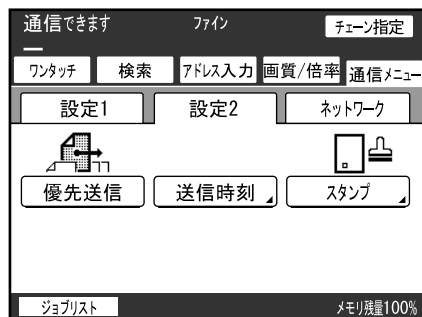 通信できます ファイン チェーン指定
ワンタッチ 検索 アドレス入力 画質/倍率 通信メニュー
設定1 設定2 ネットワーク
優先送信 送信時刻 スタンプ
ジョブリスト メモリ残量100%